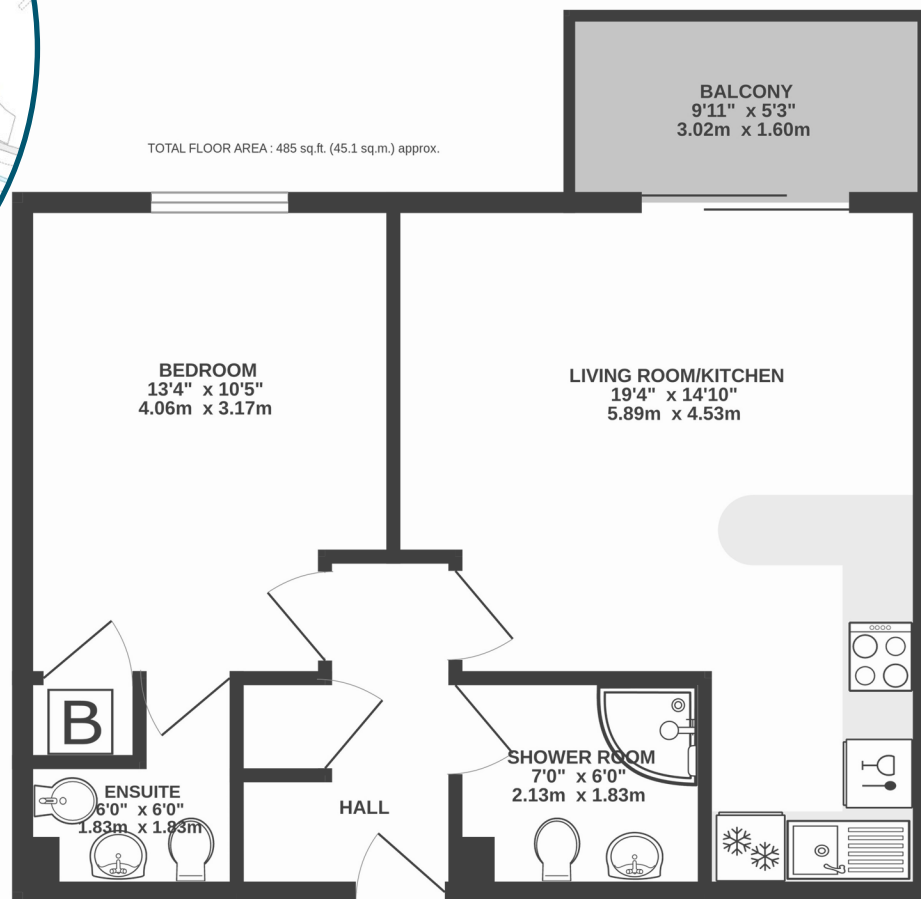 BALCONY
9'11" x 5'3"
3.02m x 1.60m
TOTAL FLOOR AREA : 485 sq.ft. (45.1 sq.m.) approx.
BEDROOM
13'4" x 10'5"
4.06m x 3.17m
LIVING ROOM/KITCHEN
19'4" x 14'10"
5.89m x 4.53m
B
SHOWER ROOM
7'0" x 6'0"
2.13m x 1.83m
ENSUITE
6'0" x 6'0"
1.83m x 1.83m
HALL